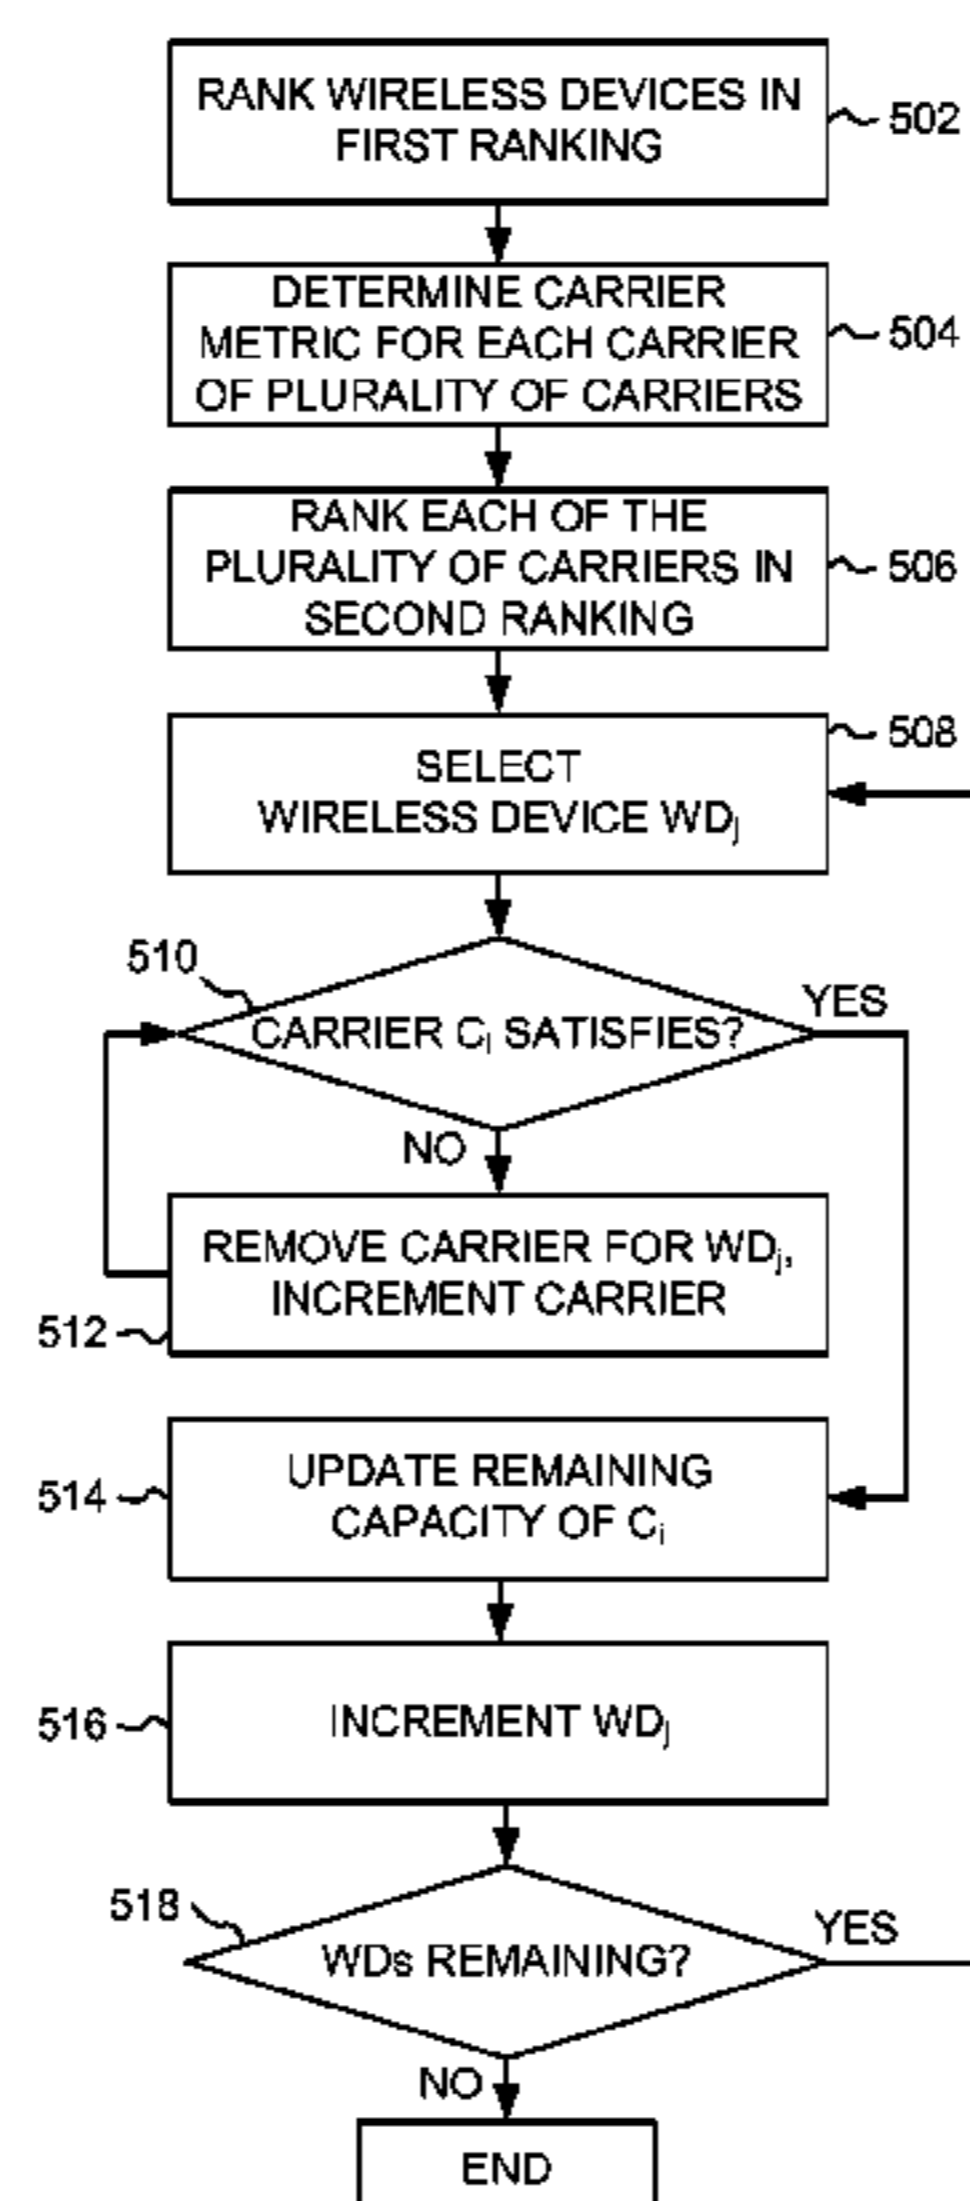 RANK WIRELESS DEVICES IN
FIRST RANKING
502
DETERMINE CARRIER
METRIC FOR EACH CARRIER
OF PLURALITY OF CARRIERS
504
RANK EACH OF THE
PLURALITY OF CARRIERS IN
SECOND RANKING
506
508
SELECT
WIRELESS DEVICE WDj
510
YES
CARRIER Ci SATISFIES?
NO
REMOVE CARRIER FOR WDj,
INCREMENT CARRIER
512
UPDATE REMAINING
CAPACITY OF Ci
514
INCREMENT WDj
516
518
YES
WDs REMAINING?
NO
END